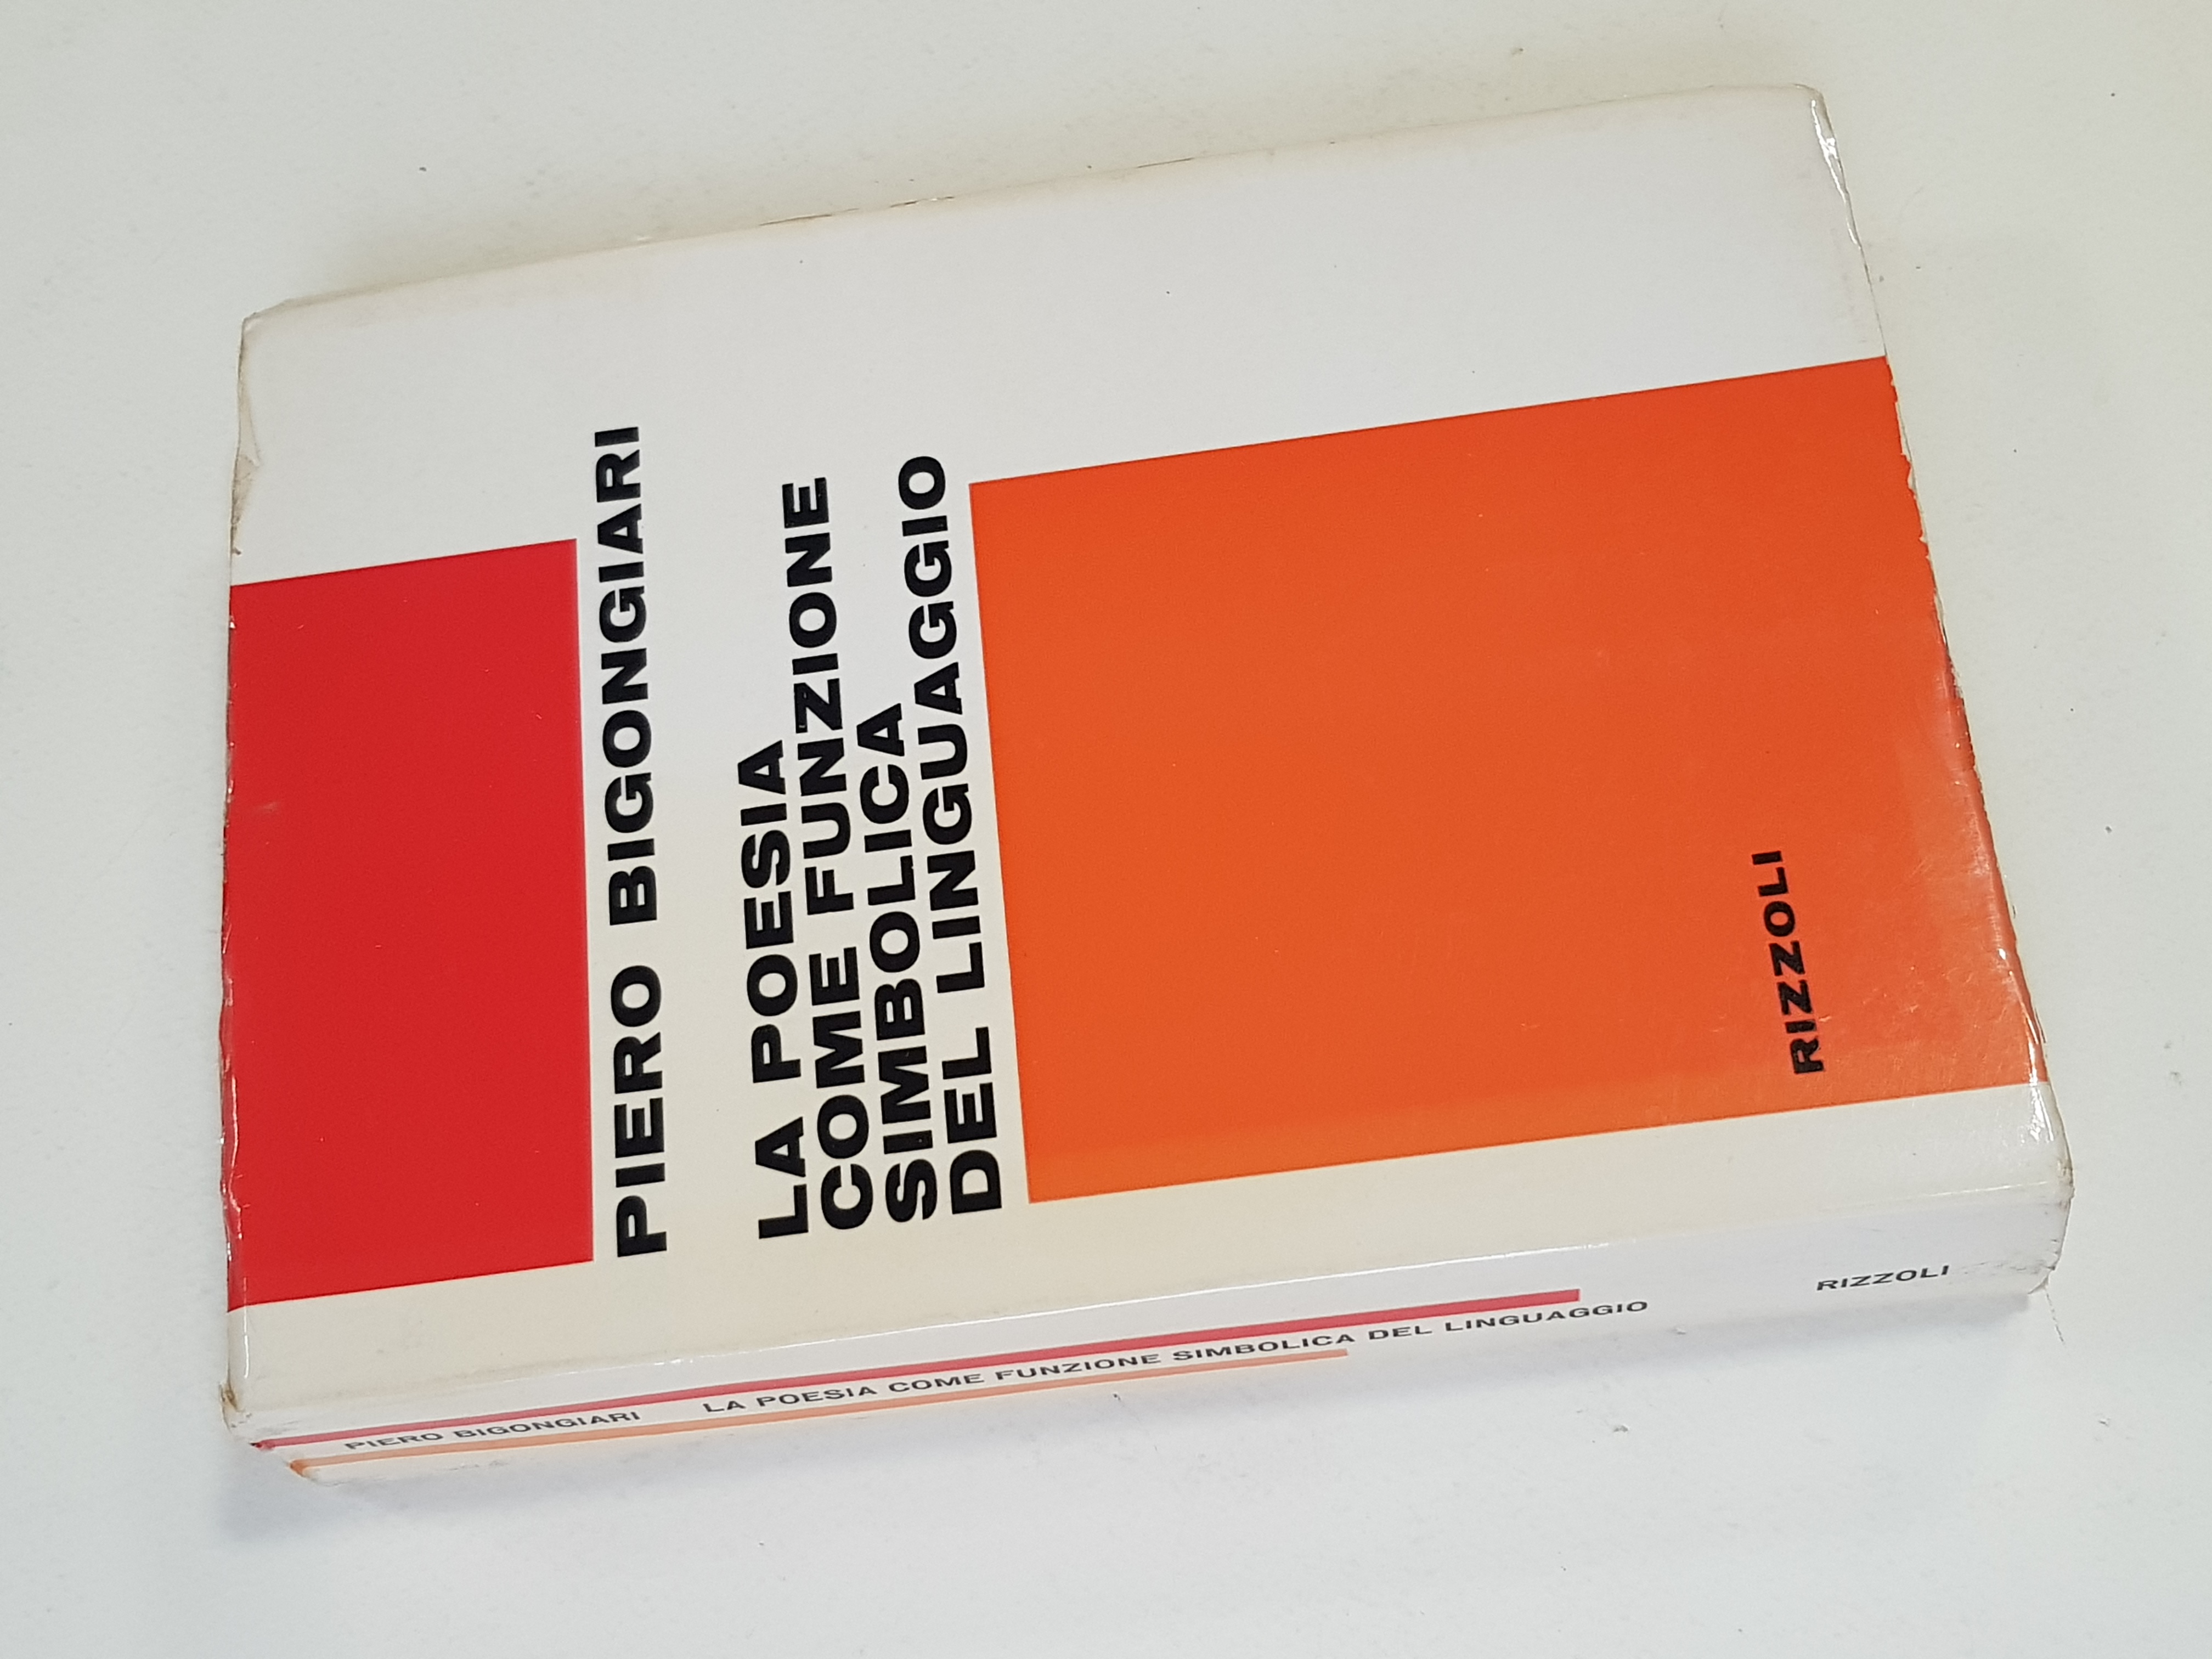 PIERO BIGONGIARI
LA POESIA
COME FUNZIONE
SIMBOLICA
DEL LINGUAGGIO
RIZZOLI
PIERO BIGONGIARI LA POESIA COME FUNZIONE SIMBOLICA DEL LINGUAGGIO RIZZOLI